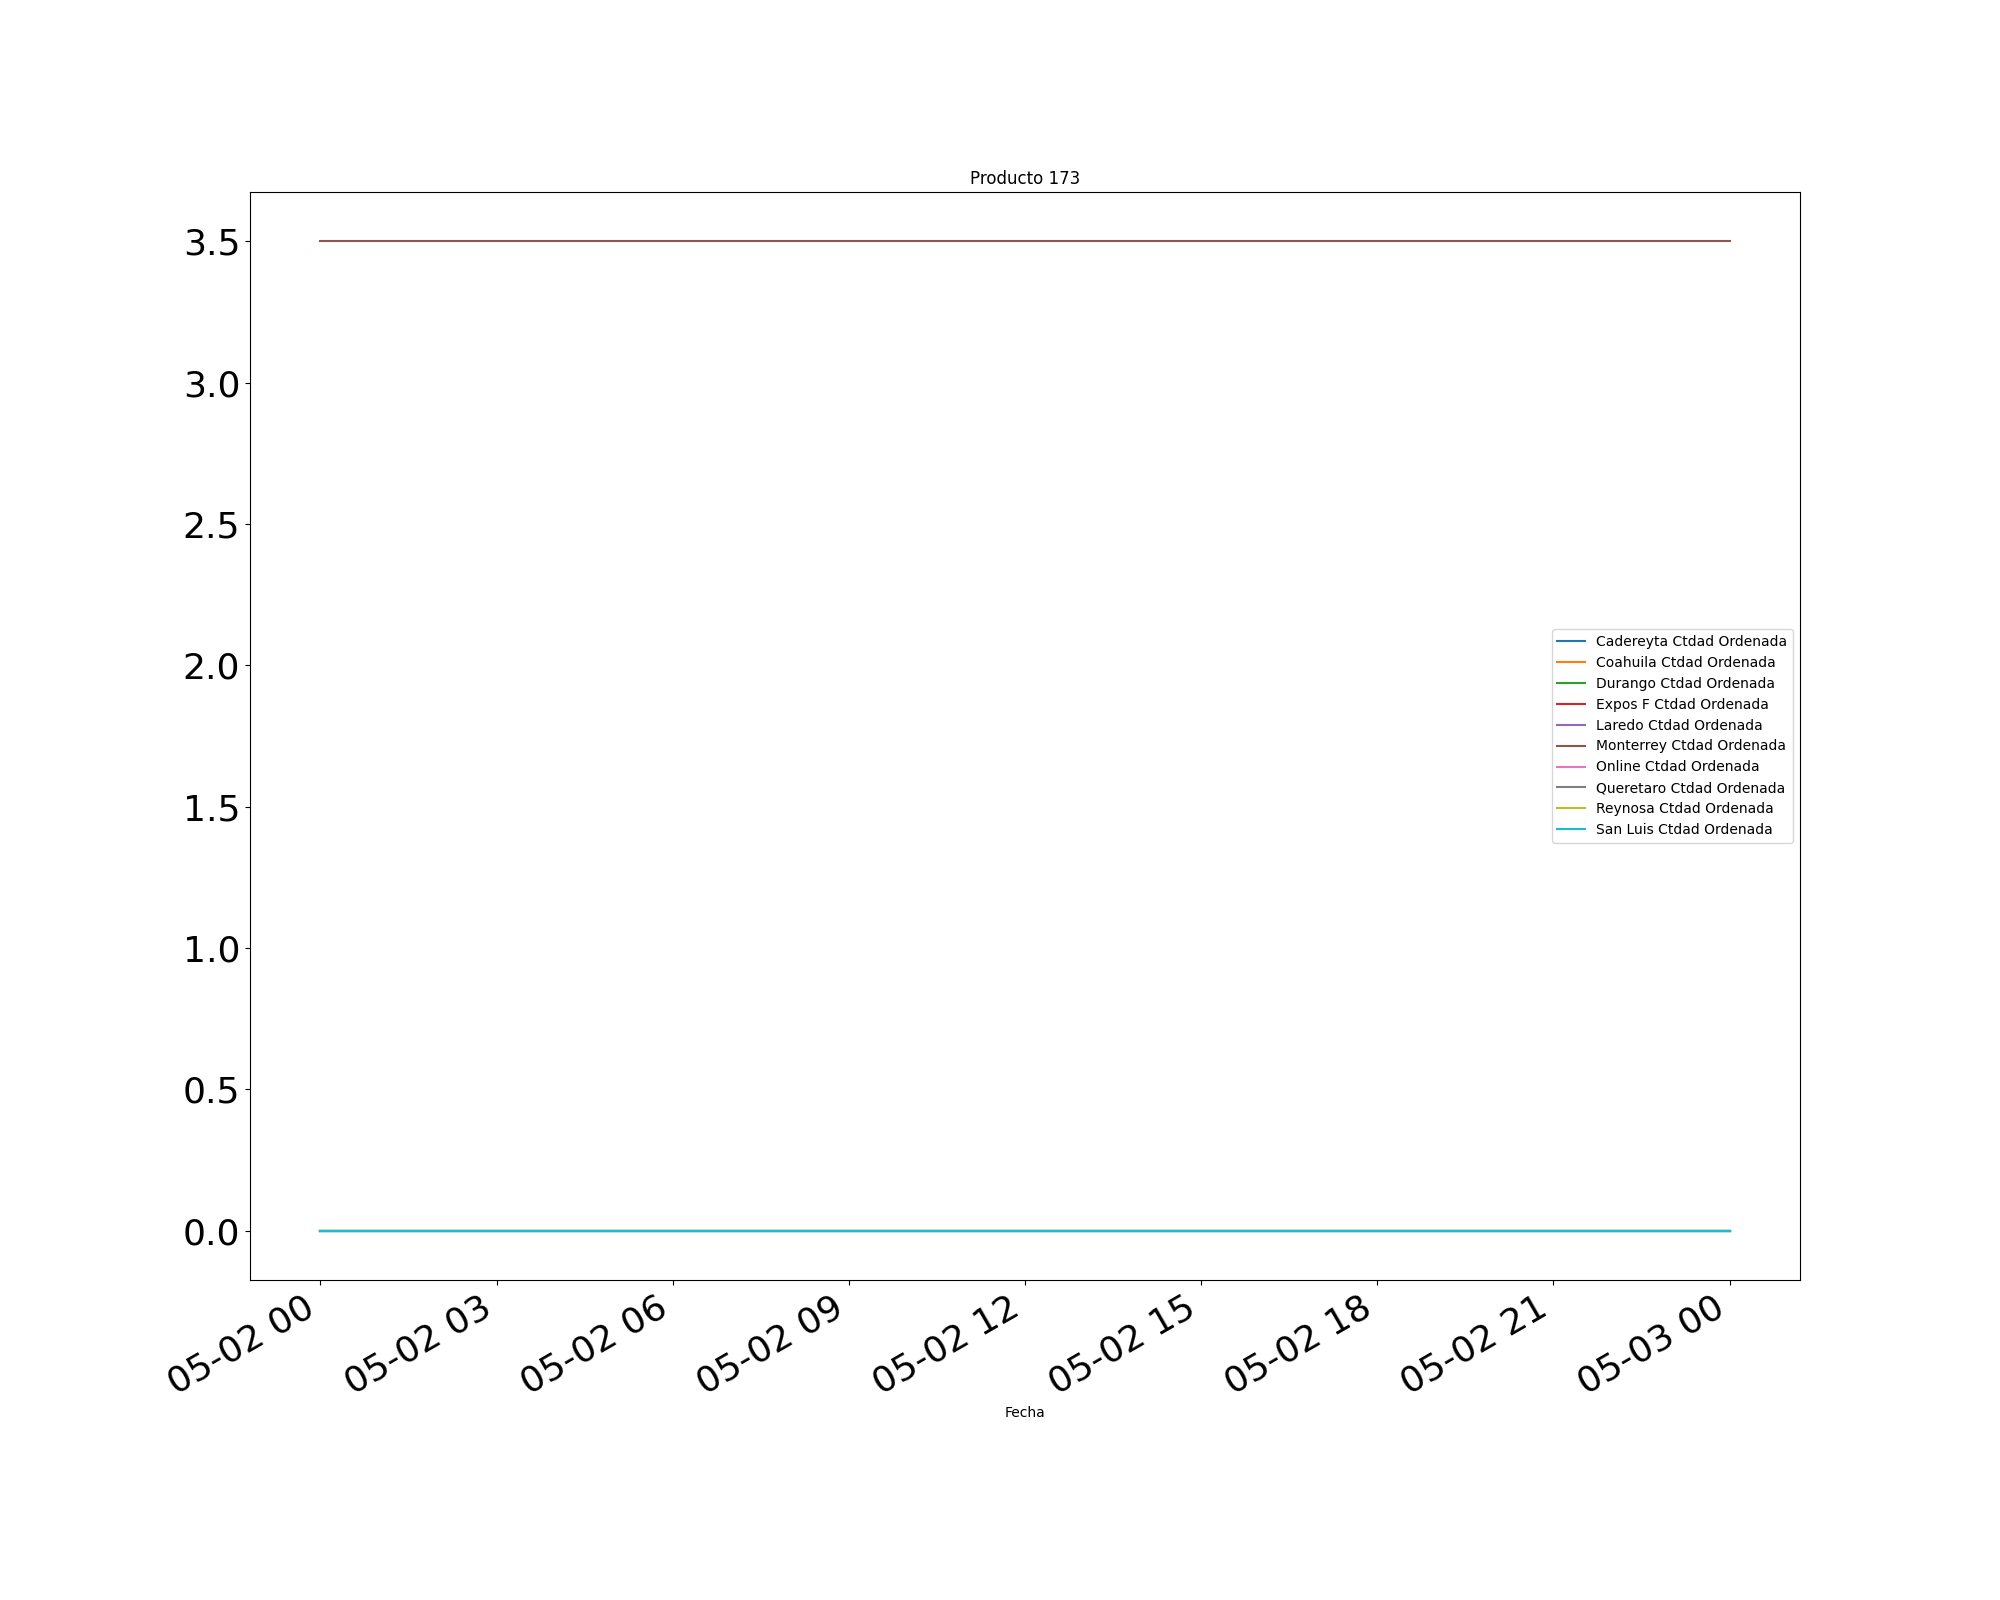 Producto 173
3.5
3.0
2.5
2.0
1.5
1.0
0.5
0.0
Cadereyta Ctdad Ordenada
Coahuila Ctdad Ordenada
Durango Ctdad Ordenada
Expos F Ctdad Ordenada
Laredo Ctdad Ordenada
Monterrey Ctdad Ordenada
Online Ctdad Ordenada
Queretaro Ctdad Ordenada
Reynosa Ctdad Ordenada
San Luis Ctdad Ordenada
05-02 00
05-02 03
05-02 06
05-02 09
05-02 12
05-02 15
05-02 18
05-02 21
05-03 00
Fecha